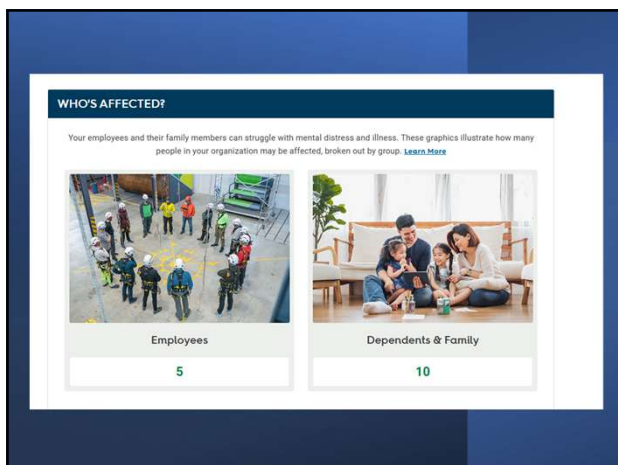 WHO'S AFFECTED?
Your employees and their family members can struggle with mental distress and illness. These graphics illustrate how many
people in your organization may be affected, broken out by group. Learn More
Employees
Dependents & Family
5
10